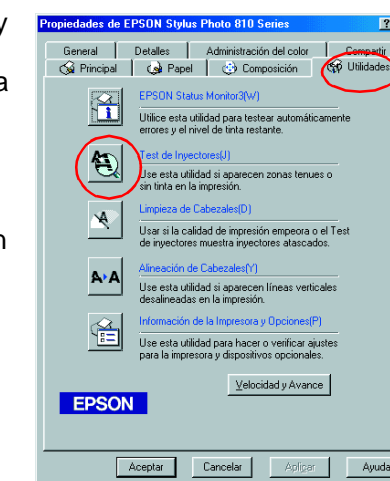 y
a
n
Propiedades de EPSON Stylus Photo 810 Series
?
General Detalles Administración del color Compartir
Principal Papel Composición Utilidades
EPSON Status Monitor3(W)
Utilice esta utilidad para testear automáticamente
errores y el nivel de tinta restante.
Test de Inyectores(J)
Use esta utilidad si aparecen zonas tenues o
sin tinta en la impresión.
Limpieza de Cabezales(D)
Usar si la calidad de impresión empeora o el Test
de inyectores muestra inyectores atascados.
A A
Alineación de Cabezales(Y)
Use esta utilidad si aparecen líneas verticales
desalineadas en la impresión.
Información de la Impresora y Opciones(P)
Use esta utilidad para hacer o verificar ajustes
para la impresora y dispositivos opcionales.
Velocidad y Avance
EPSON
Aceptar Cancelar Aplicar Ayuda